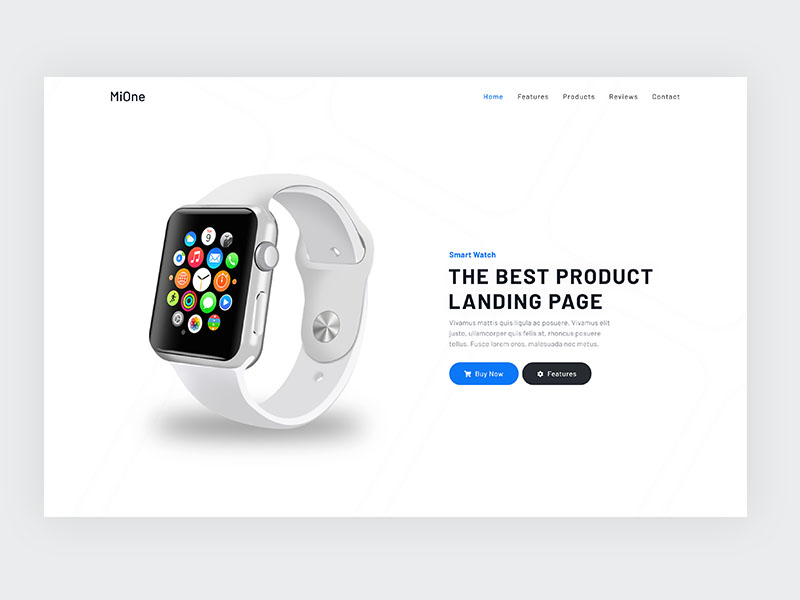 MiOne
Home Features Products Reviews Contact
9
Smart Watch
THE BEST PRODUCT
LANDING PAGE
Vivamus mattis quis ligula ac posuere. Vivamus elit
justo, ullamcorper quis felis at, rhoncus posuere
tellus. Fusce lorem eros, malesuada nec metus.
Buy Now Features